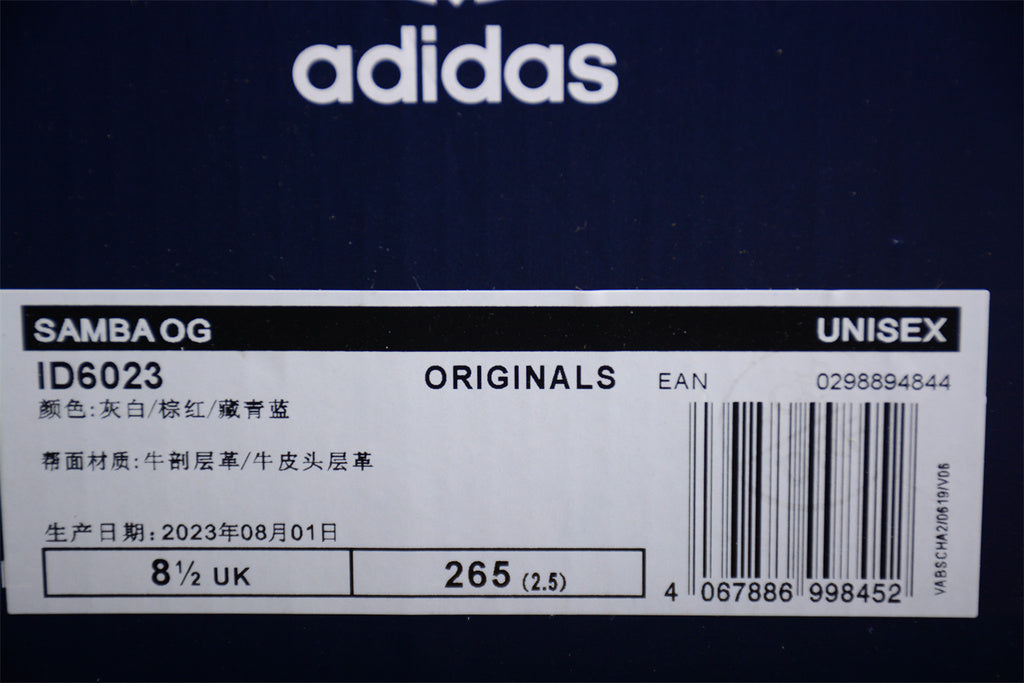 adidas
SAMBA OG UNISEX
ID6023 ORIGINALS EAN 0298894844
颜色:灰白/棕红/藏青蓝
帮面材质:牛剖层革/牛皮头层革
生产日期:2023年08月01日
8½ UK 265 (2.5)
4 067886 998452
VABSCHA2/0619/V06